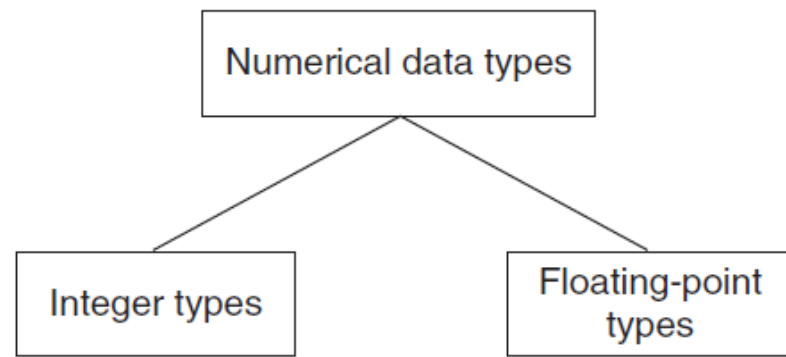 Numerical data types
Integer types
Floating-point
types